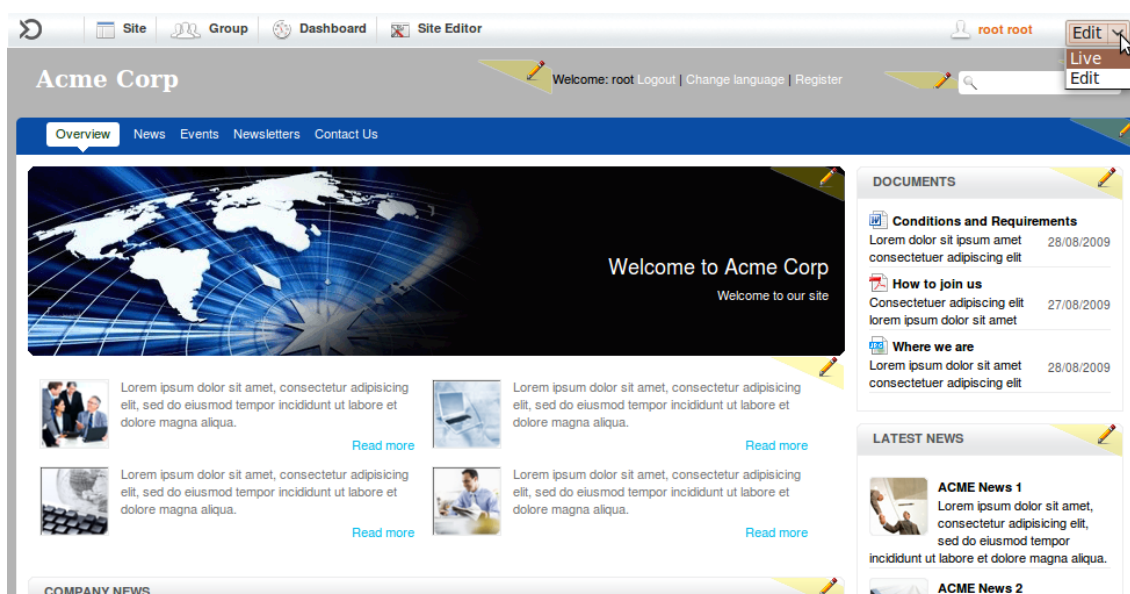 Site Group Dashboard Site Editor root root Edit
Live
Edit
Acme Corp
Welcome: root Logout | Change language | Register
Overview News Events Newsletters Contact Us
Welcome to Acme Corp
Welcome to our site
Lorem ipsum dolor sit amet, consectetur adipisicing
elit, sed do eiusmod tempor incididunt ut labore et
dolore magna aliqua.
Read more
Lorem ipsum dolor sit amet, consectetur adipisicing
elit, sed do eiusmod tempor incididunt ut labore et
dolore magna aliqua.
Read more
Lorem ipsum dolor sit amet, consectetur adipisicing
elit, sed do eiusmod tempor incididunt ut labore et
dolore magna aliqua.
Read more
Lorem ipsum dolor sit amet, consectetur adipisicing
elit, sed do eiusmod tempor incididunt ut labore et
dolore magna aliqua.
Read more
COMPANY NEWS
DOCUMENTS
Conditions and Requirements
Lorem dolor sit ipsum amet 28/08/2009
consectetuer adipiscing elit
How to join us
Consectetuer adipiscing elit 27/08/2009
lorem ipsum dolor sit amet
Where we are
Lorem ipsum dolor sit amet 28/08/2009
consectetuer adipiscing elit
LATEST NEWS
ACME News 1
Lorem ipsum dolor sit amet,
consectetur adipisicing elit,
sed do eiusmod tempor
incididunt ut labore et dolore magna aliqua.
ACME News 2